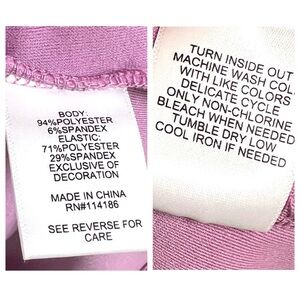 BODY:
94%POLYESTER
6%SPANDEX
ELASTIC:
71%POLYESTER
29%SPANDEX
EXCLUSIVE OF
DECORATION
MADE IN CHINA
RN#114186
SEE REVERSE FOR
CARE
TURN INSIDE OUT
MACHINE WASH COL
WITH LIKE COLORS
DELICATE CYCLE
ONLY NON-CHLORINE
BLEACH WHEN NEEDED
TUMBLE DRY LOW
COOL IRON IF NEEDED